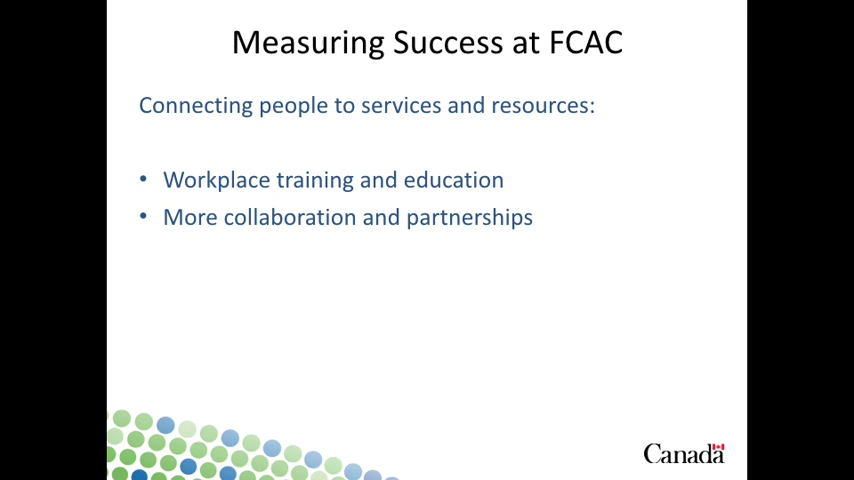 Measuring Success at FCAC
Connecting people to services and resources:
• Workplace training and education
• More collaboration and partnerships
Canada